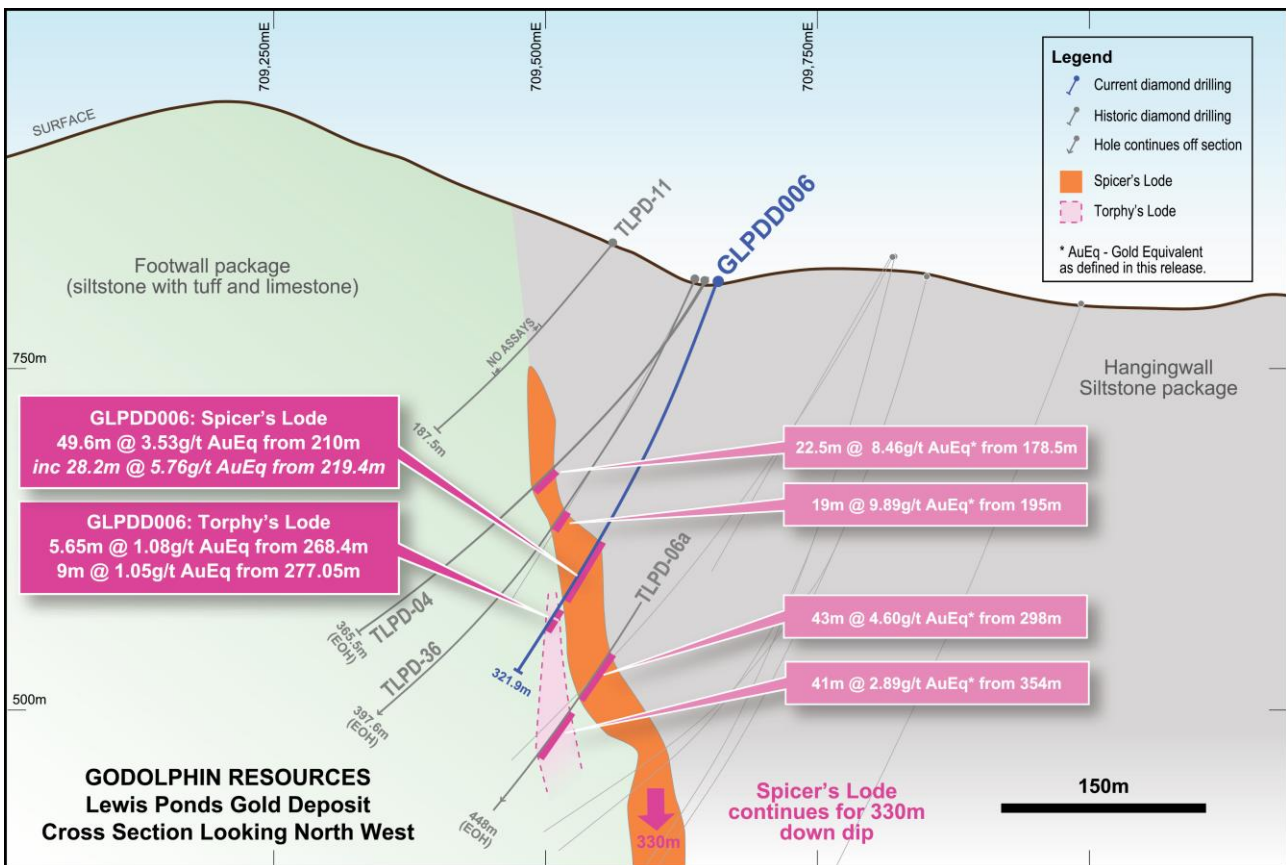 709,250mE
709,500mE
709,750mE
Legend
Current diamond drilling
Historic diamond drilling
Hole continues off section
Spicer's Lode
Torphy's Lode
* AuEq - Gold Equivalent
as defined in this release.
SURFACE
TLPD-11
GLPDD006
Footwall package
(siltstone with tuff and limestone)
NO ASSAYS
750m
Hangingwall
Siltstone package
GLPDD006: Spicer's Lode
49.6m @ 3.53g/t AuEq from 210m
inc 28.2m @ 5.76g/t AuEq from 219.4m
187.5m
22.5m @ 8.46g/t AuEq* from 178.5m
19m @ 9.89g/t AuEq* from 195m
GLPDD006: Torphy's Lode
5.65m @ 1.08g/t AuEq from 268.4m
9m @ 1.05g/t AuEq from 277.05m
TLPD-06a
43m @ 4.60g/t AuEq* from 298m
365.5m
(EOH)
TLPD-04
TLPD-36
321.9m
41m @ 2.89g/t AuEq* from 354m
500m
397.6m
(EOH)
GODOLPHIN RESOURCES
Lewis Ponds Gold Deposit
Cross Section Looking North West
448m
(EOH)
330m
Spicer's Lode
continues for 330m
down dip
150m